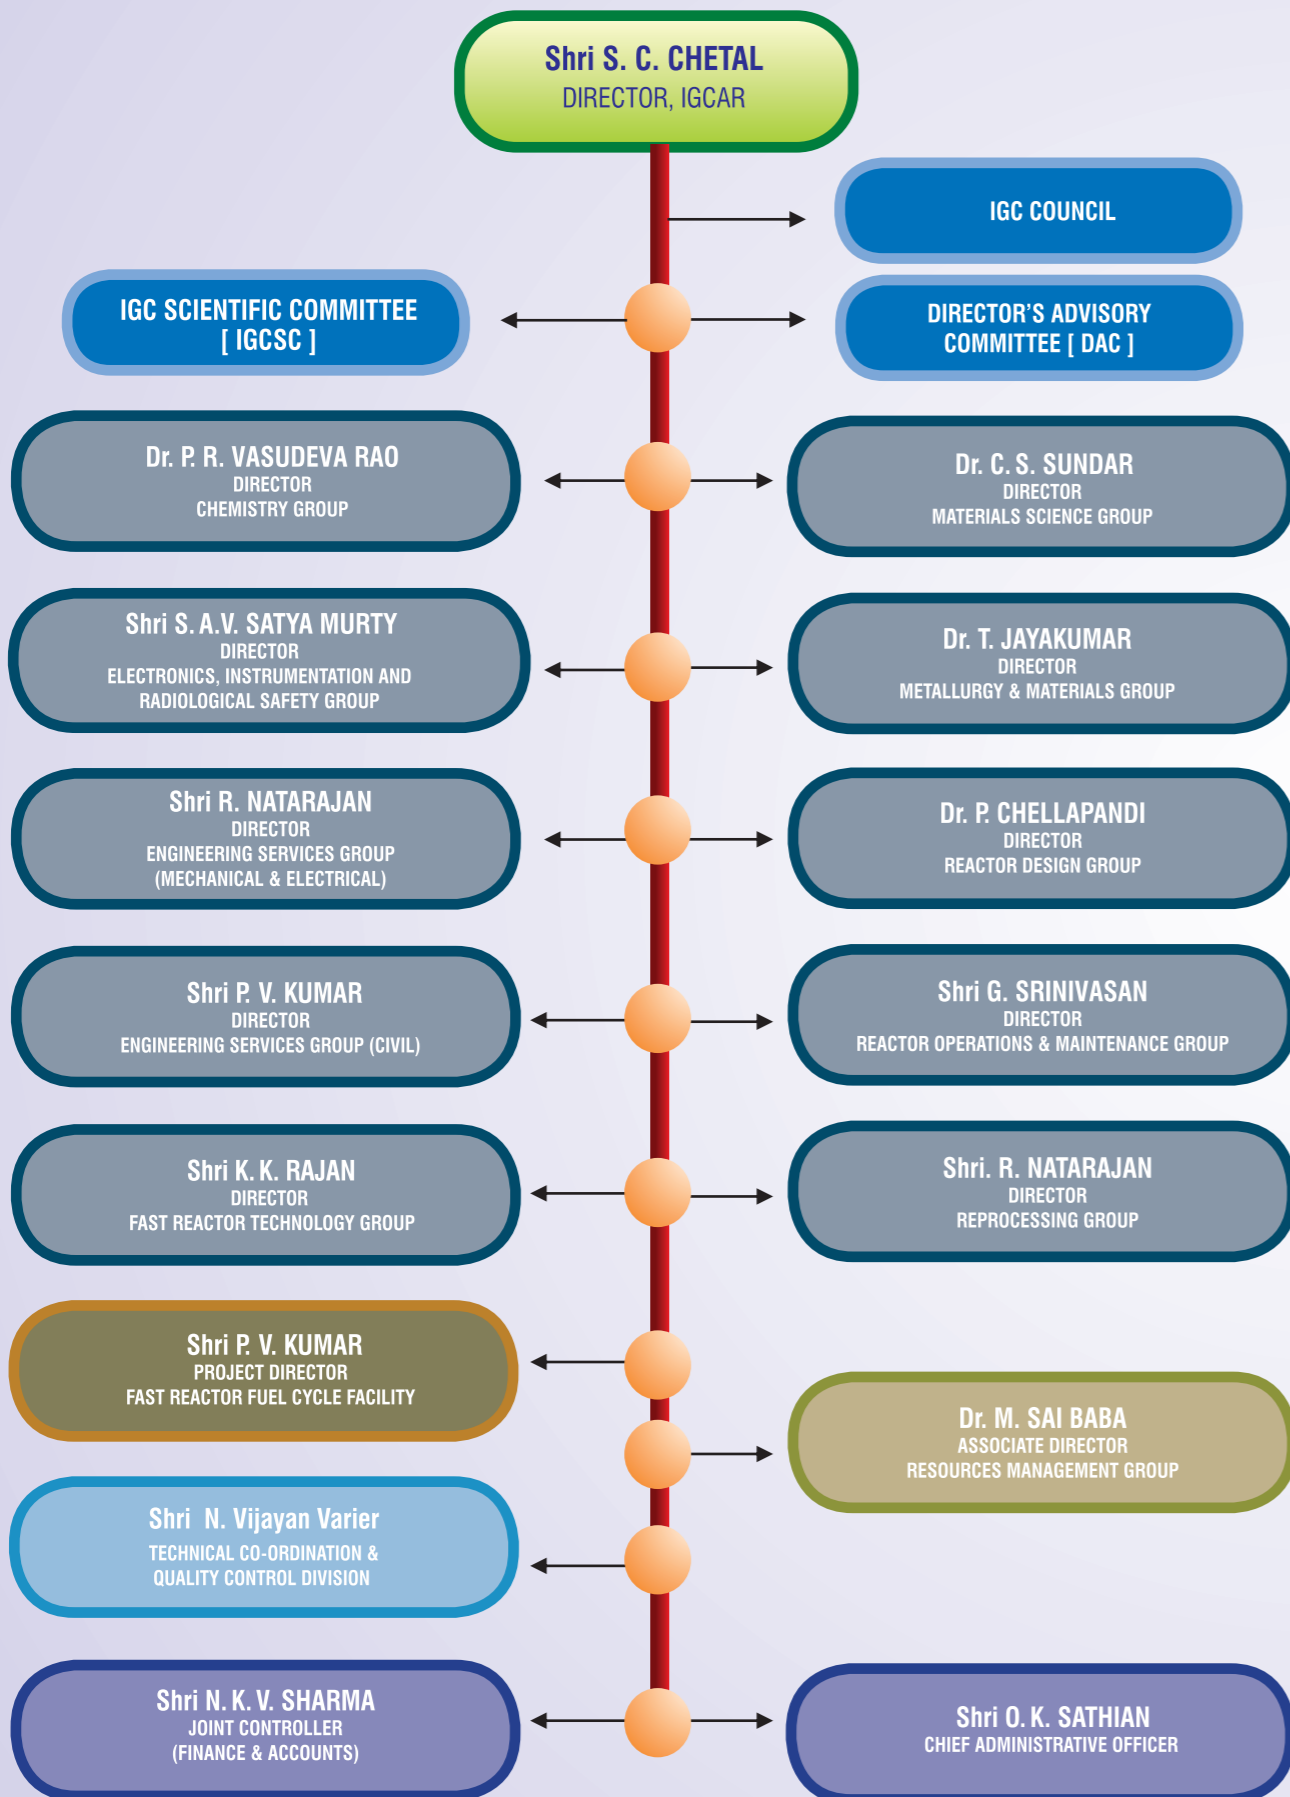 Shri S. C. CHETAL
DIRECTOR, IGCAR
IGC COUNCIL
IGC SCIENTIFIC COMMITTEE
[ IGCSC ]
DIRECTOR'S ADVISORY
COMMITTEE [ DAC ]
Dr. P. R. VASUDEVA RAO
DIRECTOR
CHEMISTRY GROUP
Dr. C. S. SUNDAR
DIRECTOR
MATERIALS SCIENCE GROUP
Shri S. A.V. SATYA MURTY
DIRECTOR
ELECTRONICS, INSTRUMENTATION AND
RADIOLOGICAL SAFETY GROUP
Dr. T. JAYAKUMAR
DIRECTOR
METALLURGY & MATERIALS GROUP
Shri R. NATARAJAN
DIRECTOR
ENGINEERING SERVICES GROUP
(MECHANICAL & ELECTRICAL)
Dr. P. CHELLAPANDI
DIRECTOR
REACTOR DESIGN GROUP
Shri P. V. KUMAR
DIRECTOR
ENGINEERING SERVICES GROUP (CIVIL)
Shri G. SRINIVASAN
DIRECTOR
REACTOR OPERATIONS & MAINTENANCE GROUP
Shri K. K. RAJAN
DIRECTOR
FAST REACTOR TECHNOLOGY GROUP
Shri. R. NATARAJAN
DIRECTOR
REPROCESSING GROUP
Shri P. V. KUMAR
PROJECT DIRECTOR
FAST REACTOR FUEL CYCLE FACILITY
Dr. M. SAI BABA
ASSOCIATE DIRECTOR
RESOURCES MANAGEMENT GROUP
Shri N. Vijayan Varier
TECHNICAL CO-ORDINATION &
QUALITY CONTROL DIVISION
Shri N. K. V. SHARMA
JOINT CONTROLLER
(FINANCE & ACCOUNTS)
Shri O. K. SATHIAN
CHIEF ADMINISTRATIVE OFFICER